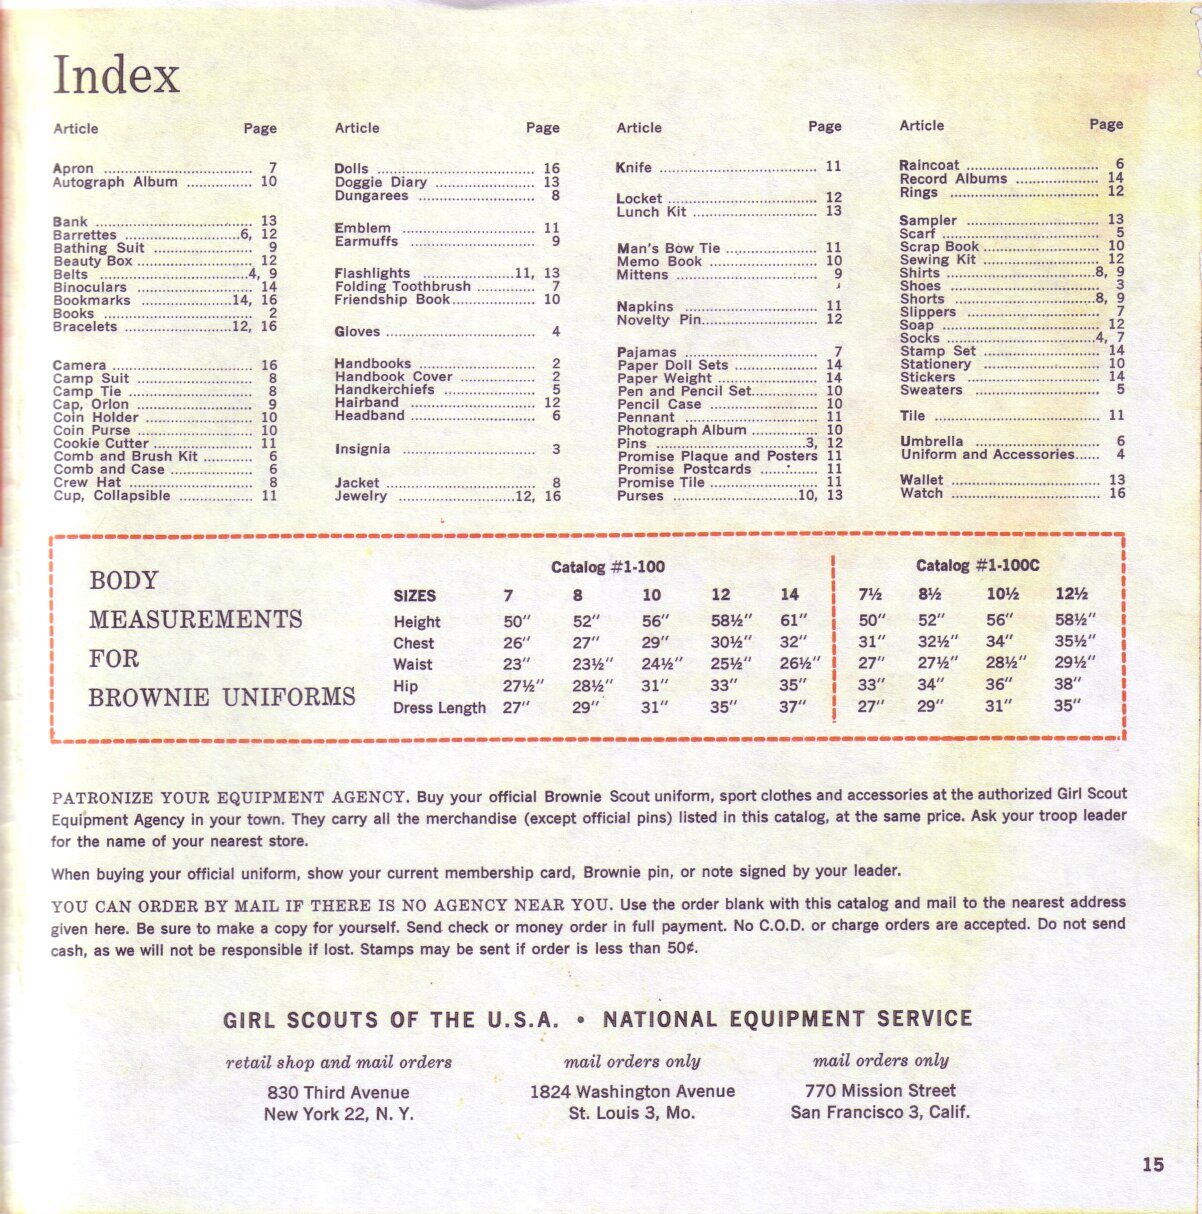 Index
Article Page
Apron 7
Autograph Album 10
Bank 13
Barrettes 6, 12
Bathing Suit 9
Beauty Box 12
Belts 4, 9
Binoculars 14
Bookmarks 14, 16
Books 2
Bracelets 12, 16
Camera 16
Camp Suit 8
Camp Tie 8
Cap, Orlon 9
Coin Holder 10
Coin Purse 10
Cookie Cutter 11
Comb and Brush Kit 6
Comb and Case 6
Crew Hat 8
Cup, Collapsible 11
Article Page
Dolls 16
Doggie Diary 13
Dungarees 8
Emblem 11
Earmuffs 9
Flashlights 11, 13
Folding Toothbrush 7
Friendship Book 10
Gloves 4
Handbooks 2
Handbook Cover 2
Handkerchiefs 5
Hairband 12
Headband 6
Insignia 3
Jacket 8
Jewelry 12, 16
Article Page
Knife 11
Locket 12
Lunch Kit 13
Man's Bow Tie 11
Memo Book 10
Mittens 9
Napkins 11
Novelty Pin 12
Pajamas 7
Paper Doll Sets 14
Paper Weight 14
Pen and Pencil Set 10
Pencil Case 10
Pennant 11
Photograph Album 10
Pins 3, 12
Promise Plaque and Posters 11
Promise Postcards 11
Promise Tile 11
Purses 10, 13
Article Page
Raincoat 6
Record Albums 14
Rings 12
Sampler 13
Scarf 5
Scrap Book 10
Sewing Kit 12
Shirts 8, 9
Shoes 3
Shorts 8, 9
Slippers 7
Soap 12
Socks 4, 7
Stamp Set 14
Stationery 10
Stickers 14
Sweaters 5
Tile 11
Umbrella 6
Uniform and Accessories 4
Wallet 13
Watch 16
BODY
MEASUREMENTS
FOR
BROWNIE UNIFORMS
Catalog #1-100 Catalog #1-100C
SIZES 7 8 10 12 14 7½ 8½ 10½ 12½
Height 50" 52" 56" 58½" 61" 50" 52" 56" 58½"
Chest 26" 27" 29" 30½" 32" 31" 32½" 34" 35½"
Waist 23" 23½" 24½" 25½" 26½" 27" 27½" 28½" 29½"
Hip 27½" 28½" 31" 33" 35" 33" 34" 36" 38"
Dress Length 27" 29" 31" 35" 37" 27" 29" 31" 35"
PATRONIZE YOUR EQUIPMENT AGENCY. Buy your official Brownie Scout uniform, sport clothes and accessories at the authorized Girl Scout
Equipment Agency in your town. They carry all the merchandise (except official pins) listed in this catalog, at the same price. Ask your troop leader
for the name of your nearest store.
When buying your official uniform, show your current membership card, Brownie pin, or note signed by your leader.
YOU CAN ORDER BY MAIL IF THERE IS NO AGENCY NEAR YOU. Use the order blank with this catalog and mail to the nearest address
given here. Be sure to make a copy for yourself. Send check or money order in full payment. No C.O.D. or charge orders are accepted. Do not send
cash, as we will not be responsible if lost. Stamps may be sent if order is less than 50¢.
GIRL SCOUTS OF THE U.S.A. • NATIONAL EQUIPMENT SERVICE
retail shop and mail orders
830 Third Avenue
New York 22, N. Y.
mail orders only
1824 Washington Avenue
St. Louis 3, Mo.
mail orders only
770 Mission Street
San Francisco 3, Calif.
15